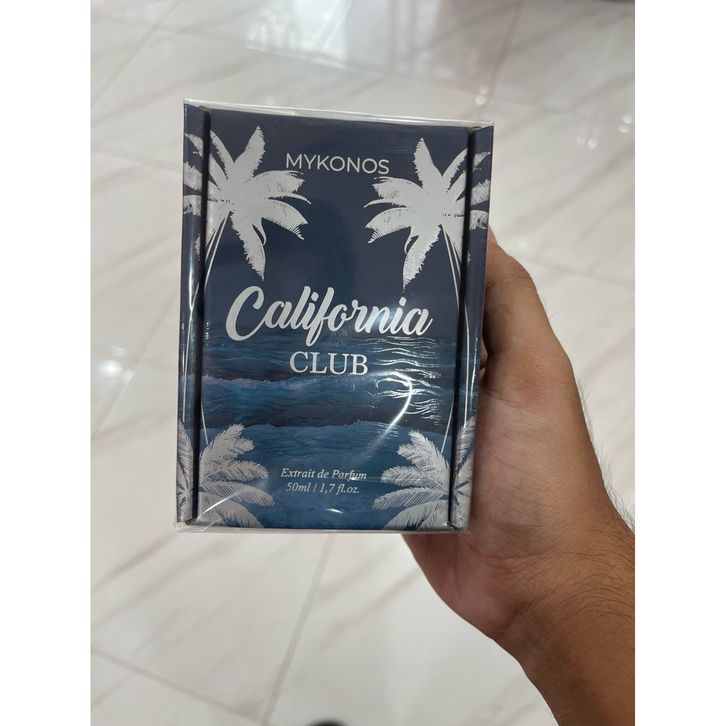 MYKONOS
California
CLUB
Extrait de Parfum
50ml / 1,7 fl.oz.